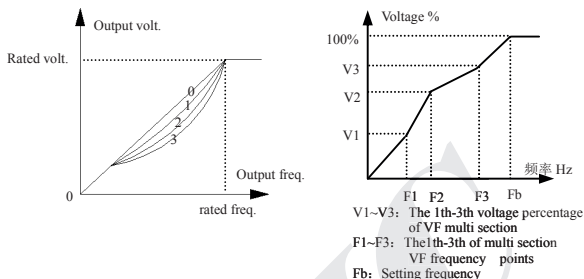 Output volt.
Rated volt.
0
1
2
3
Output freq.
0
rated freq.
Voltage %
100%
V3
V2
V1
频率 Hz
F1 F2 F3 Fb
V1~V3: The 1th-3th voltage percentage
of VF multi section
F1~F3: The1th-3th of multi section
VF frequency points
Fb: Setting frequency